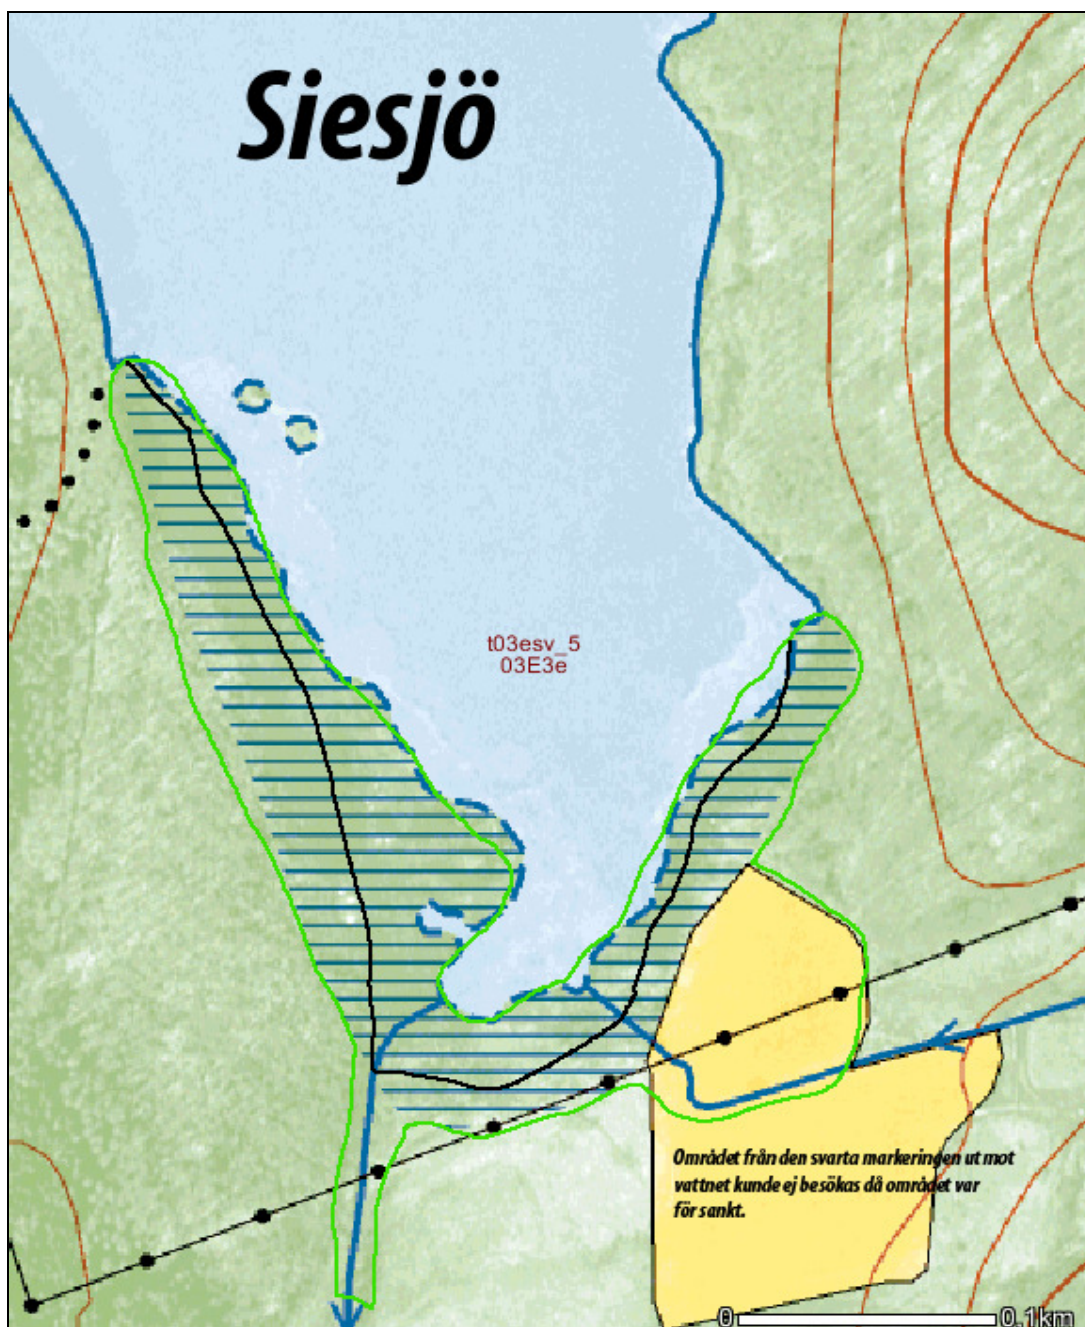 Siesjö
t03esv_5
03E3e
Området från den svarta markeringen ut mot
vattnet kunde ej besökas då området var
för sankt.
0 0.1km